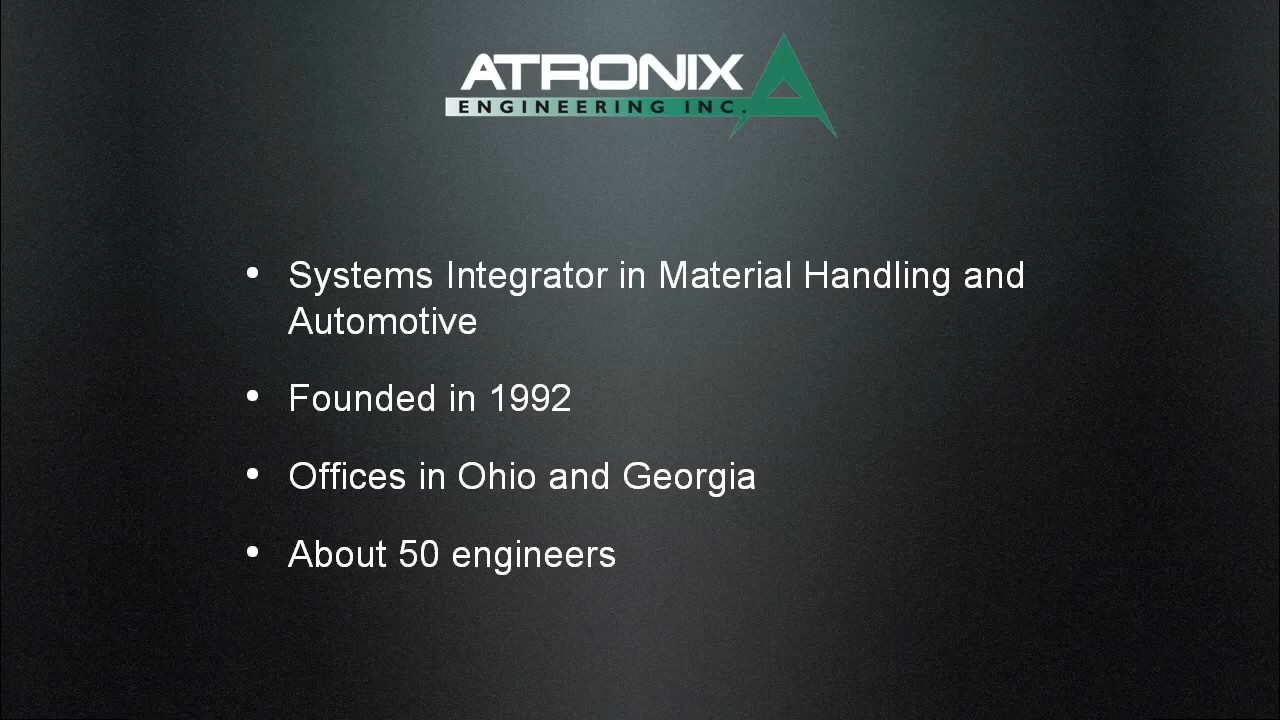 ATRONIX
ENGINEERING INC.
• Systems Integrator in Material Handling and
Automotive
• Founded in 1992
• Offices in Ohio and Georgia
• About 50 engineers